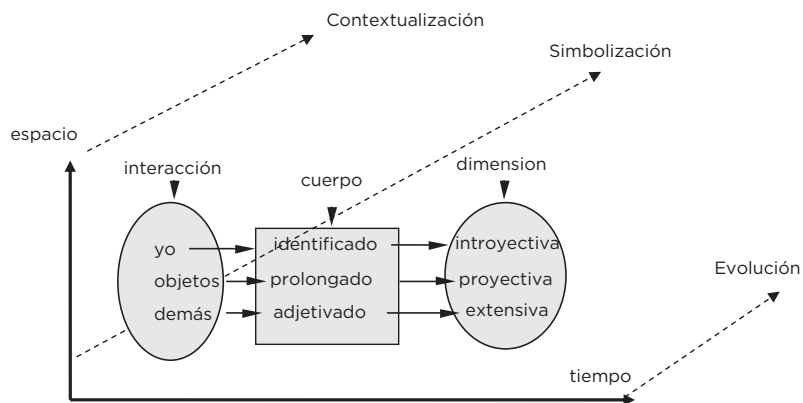 Contextualización
Simbolización
espacio
interacción
cuerpo
dimension
yo
identificado
introyectiva
objetos
prolongado
proyectiva
demás
adjetivado
extensiva
Evolución
tiempo